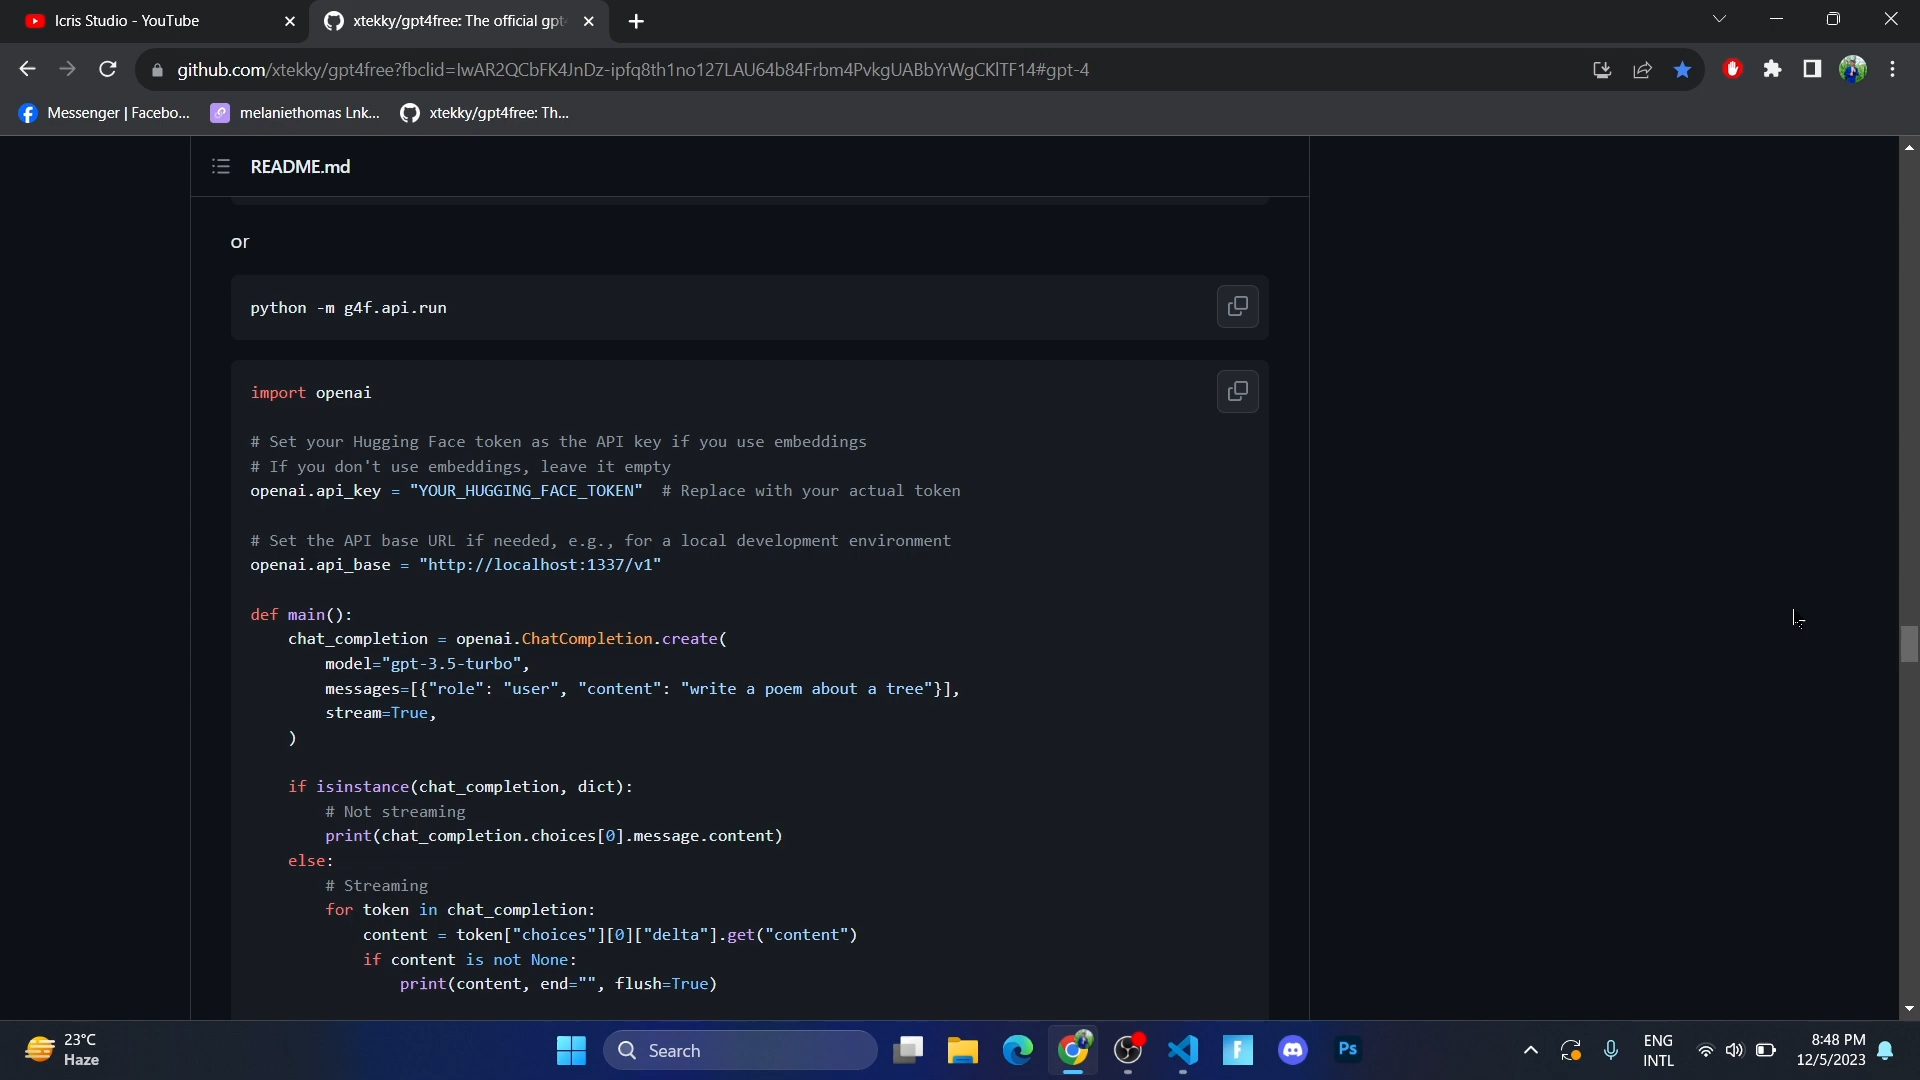 Icris Studio - YouTube
xtekky/gpt4free: The official gpt
github.com/xtekky/gpt4free?fbclid=IwAR2QCbFK4JnDz-ipfq8th1no127LAU64b84Frbm4PvkgUABbYrWgCKlTF14#gpt-4
Messenger | Facebo...
melaniethomas Lnk...
xtekky/gpt4free: Th...
README.md
or
python -m g4f.api.run
import openai
# Set your Hugging Face token as the API key if you use embeddings
# If you don't use embeddings, leave it empty
openai.api_key = "YOUR_HUGGING_FACE_TOKEN"  # Replace with your actual token
# Set the API base URL if needed, e.g., for a local development environment
openai.api_base = "http://localhost:1337/v1"
def main():
    chat_completion = openai.ChatCompletion.create(
        model="gpt-3.5-turbo",
        messages=[{"role": "user", "content": "write a poem about a tree"}],
        stream=True,
    )
    if isinstance(chat_completion, dict):
        # Not streaming
        print(chat_completion.choices[0].message.content)
    else:
        # Streaming
        for token in chat_completion:
            content = token["choices"][0]["delta"].get("content")
            if content is not None:
                print(content, end="", flush=True)
23°C
Haze
Search
F
Ps
ENG
INTL
8:48 PM
12/5/2023